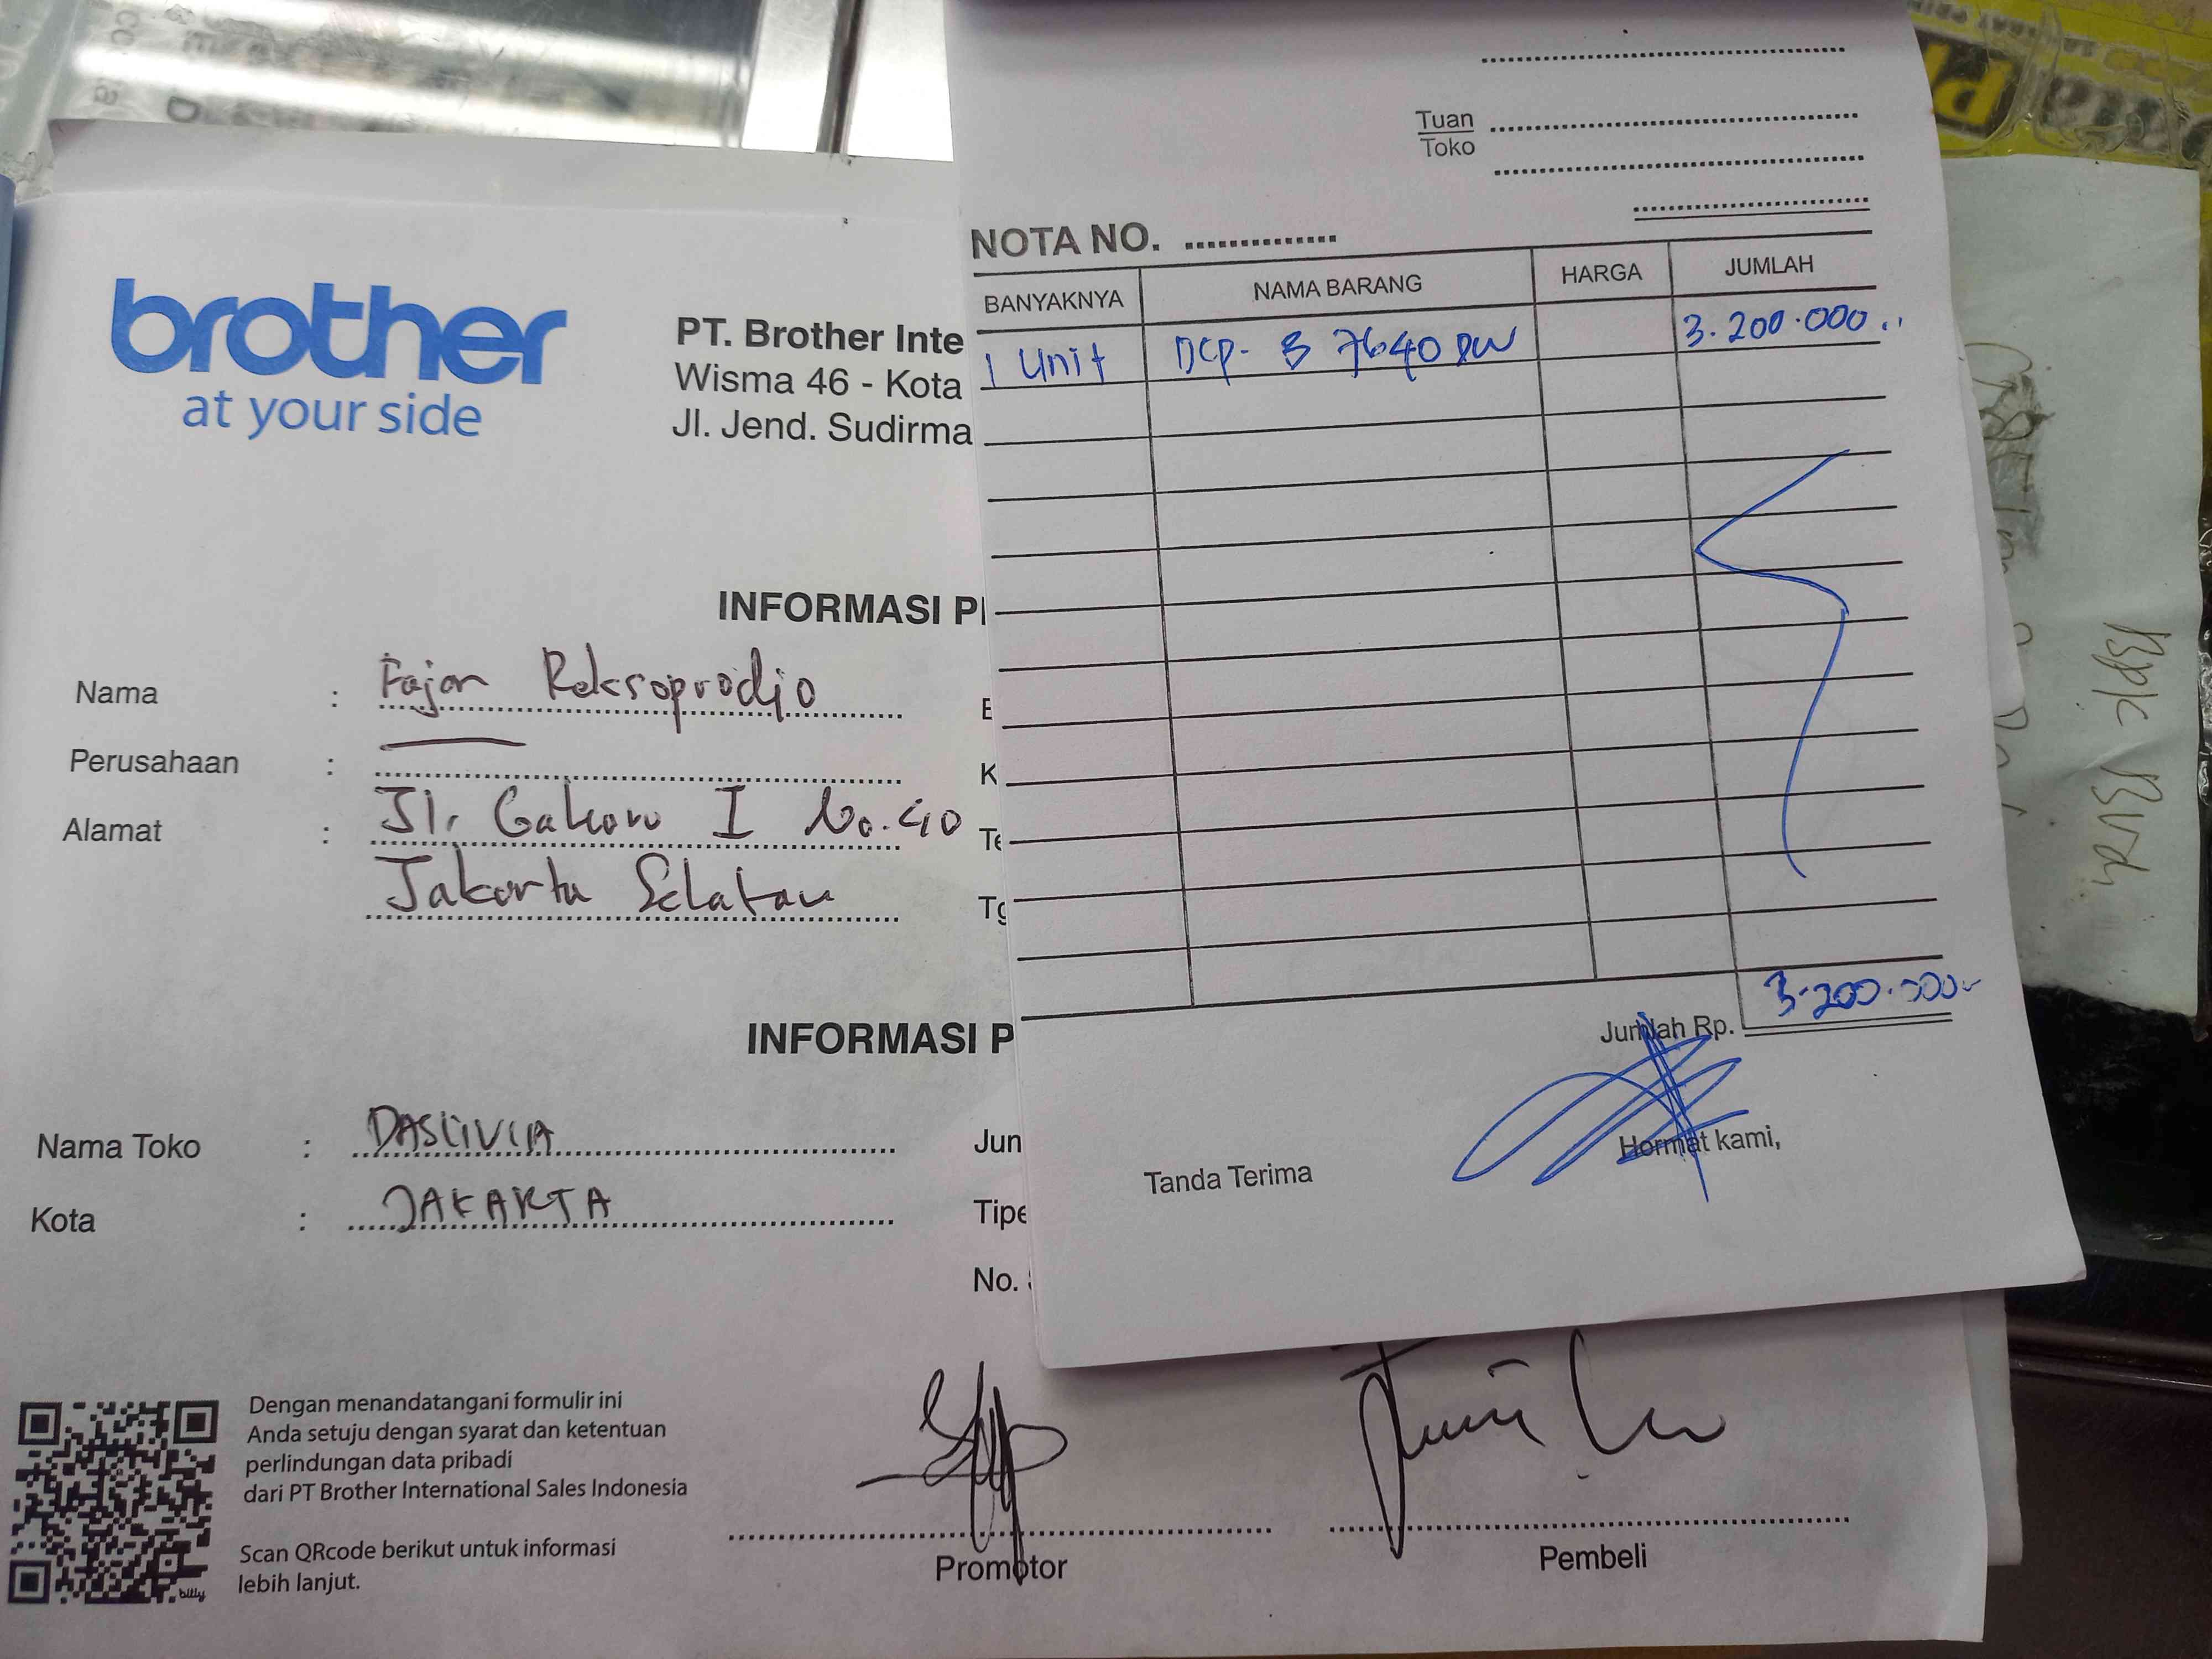 brother
at your side
PT. Brother Inte
Wisma 46 - Kota
Jl. Jend. Sudirma
INFORMASI P
Nama : Fajar Reksoprodjo
Perusahaan :
Alamat : Jl. Galuh I No. 40
Jakarta Selatan
E
K
Te
Tg
INFORMASI P
Nama Toko : DASLIVIA
Kota : JAKARTA
Jun
Tipe
No.
Dengan menandatangani formulir ini
Anda setuju dengan syarat dan ketentuan
perlindungan data pribadi
dari PT Brother International Sales Indonesia
Scan QRcode berikut untuk informasi
lebih lanjut.
billy
Promotor
Pembeli
Tuan
Toko
NOTA NO.
BANYAKNYA NAMA BARANG HARGA JUMLAH
1 Unit DCP- B 7640 DW 3.200.000
Jumlah Rp. 3.200.000
Tanda Terima
Hormat kami,